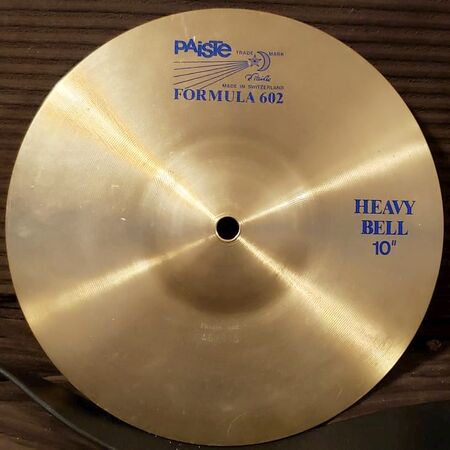 PAiSTe
TRADE MARK
MADE IN SWITZERLAND
FORMULA 602
HEAVY
BELL
10"